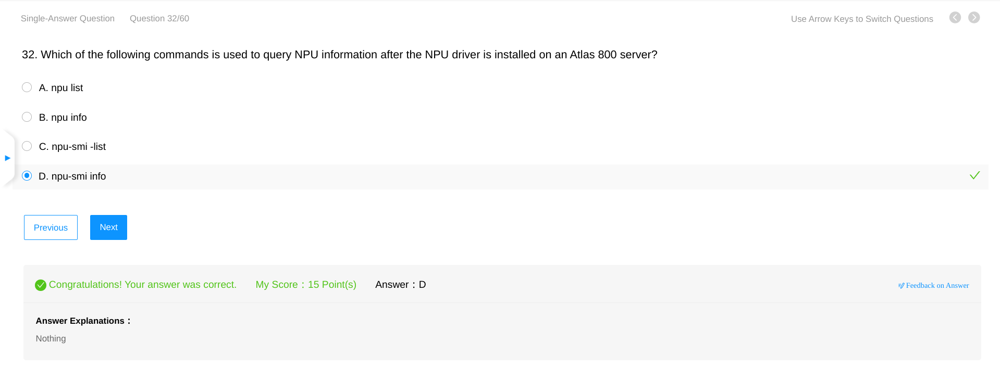 Single-Answer Question Question 32/60 Use Arrow Keys to Switch Questions
32. Which of the following commands is used to query NPU information after the NPU driver is installed on an Atlas 800 server?
A. npu list
B. npu info
C. npu-smi -list
D. npu-smi info
Previous Next
Congratulations! Your answer was correct. My Score：15 Point(s) Answer：D Feedback on Answer
Answer Explanations：
Nothing